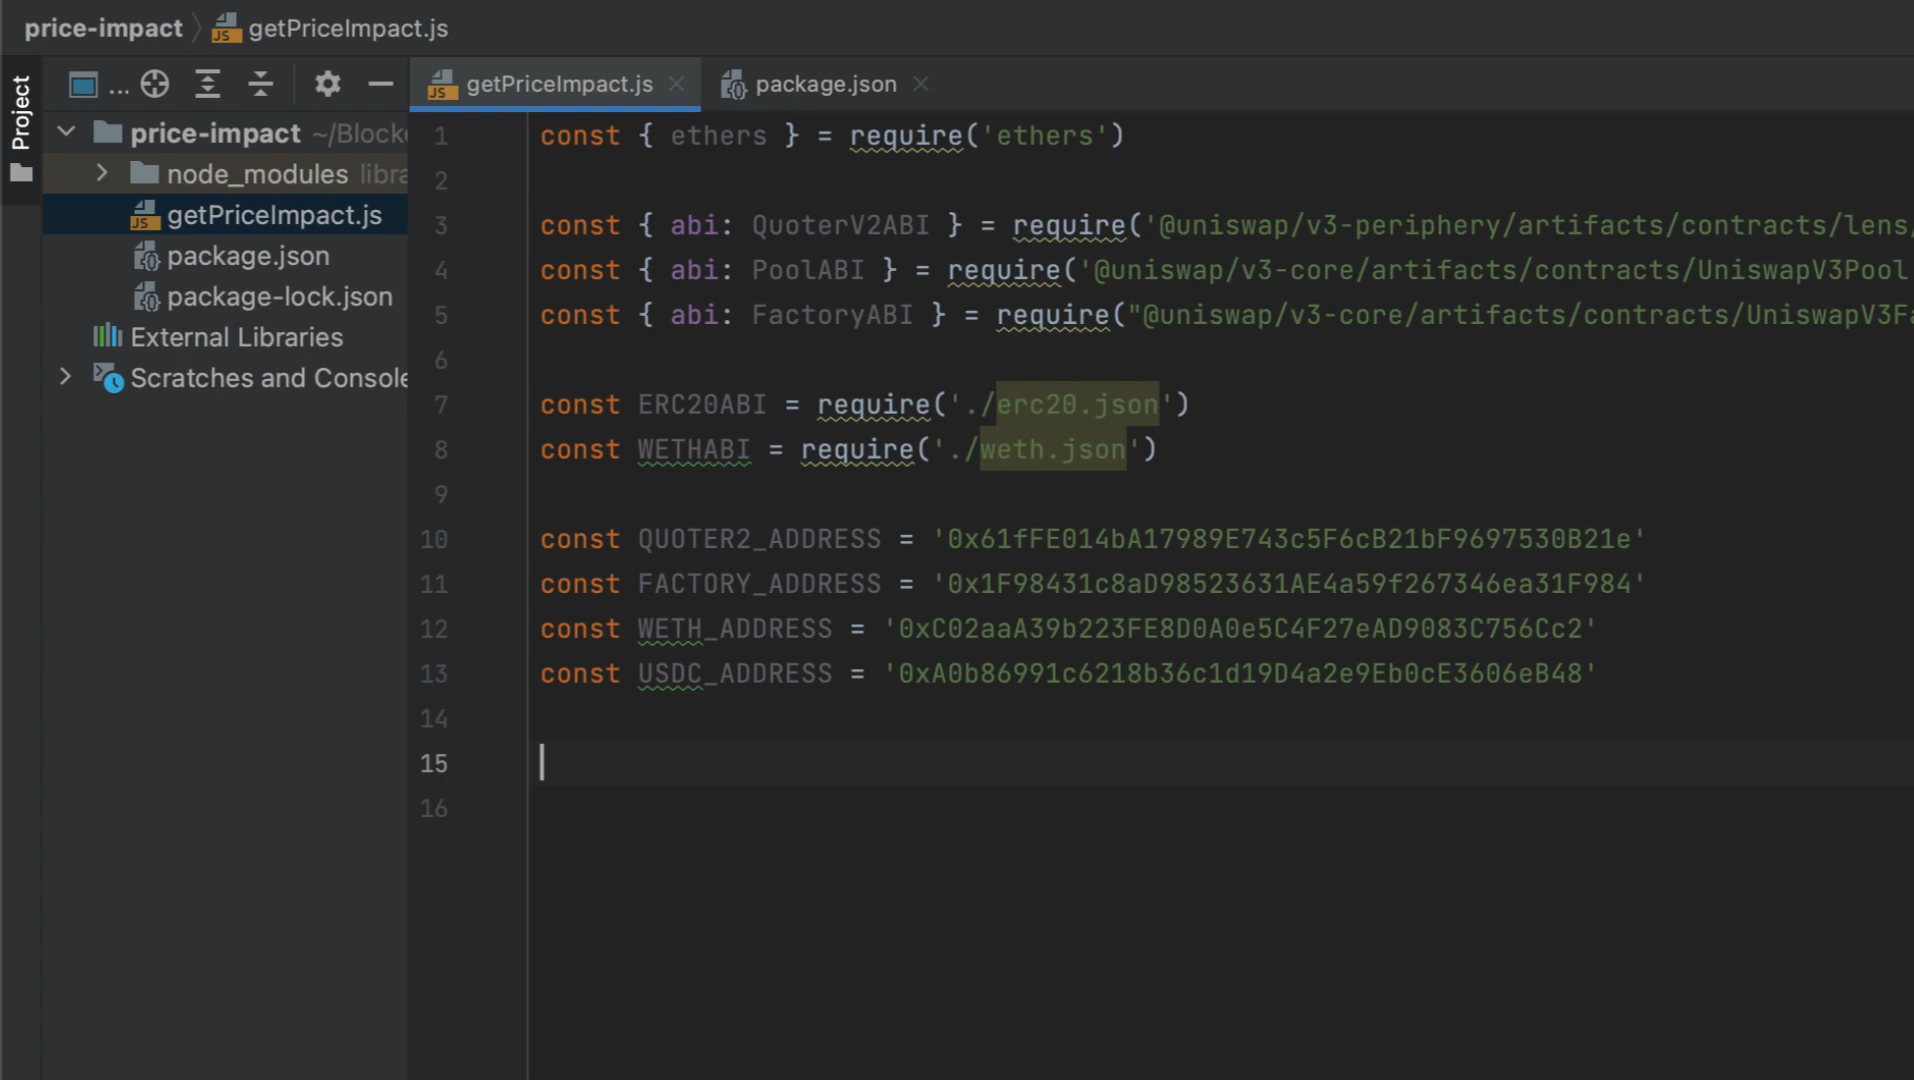 price-impact
getPriceImpact.js
Project
...
getPriceImpact.js
package.json
price-impact ~/Blocke
node_modules libra
getPriceImpact.js
package.json
package-lock.json
External Libraries
Scratches and Console
1 const { ethers } = require('ethers')
2
3 const { abi: QuoterV2ABI } = require('@uniswap/v3-periphery/artifacts/contracts/lens/
4 const { abi: PoolABI } = require('@uniswap/v3-core/artifacts/contracts/UniswapV3Pool.
5 const { abi: FactoryABI } = require("@uniswap/v3-core/artifacts/contracts/UniswapV3Fa
6
7 const ERC20ABI = require('./erc20.json')
8 const WETHABI = require('./weth.json')
9
10 const QUOTER2_ADDRESS = '0x61fFE014bA17989E743c5F6cB21bF9697530B21e'
11 const FACTORY_ADDRESS = '0x1F98431c8aD98523631AE4a59f267346ea31F984'
12 const WETH_ADDRESS = '0xC02aaA39b223FE8D0A0e5C4F27eAD9083C756Cc2'
13 const USDC_ADDRESS = '0xA0b86991c6218b36c1d19D4a2e9Eb0cE3606eB48'
14
15
16